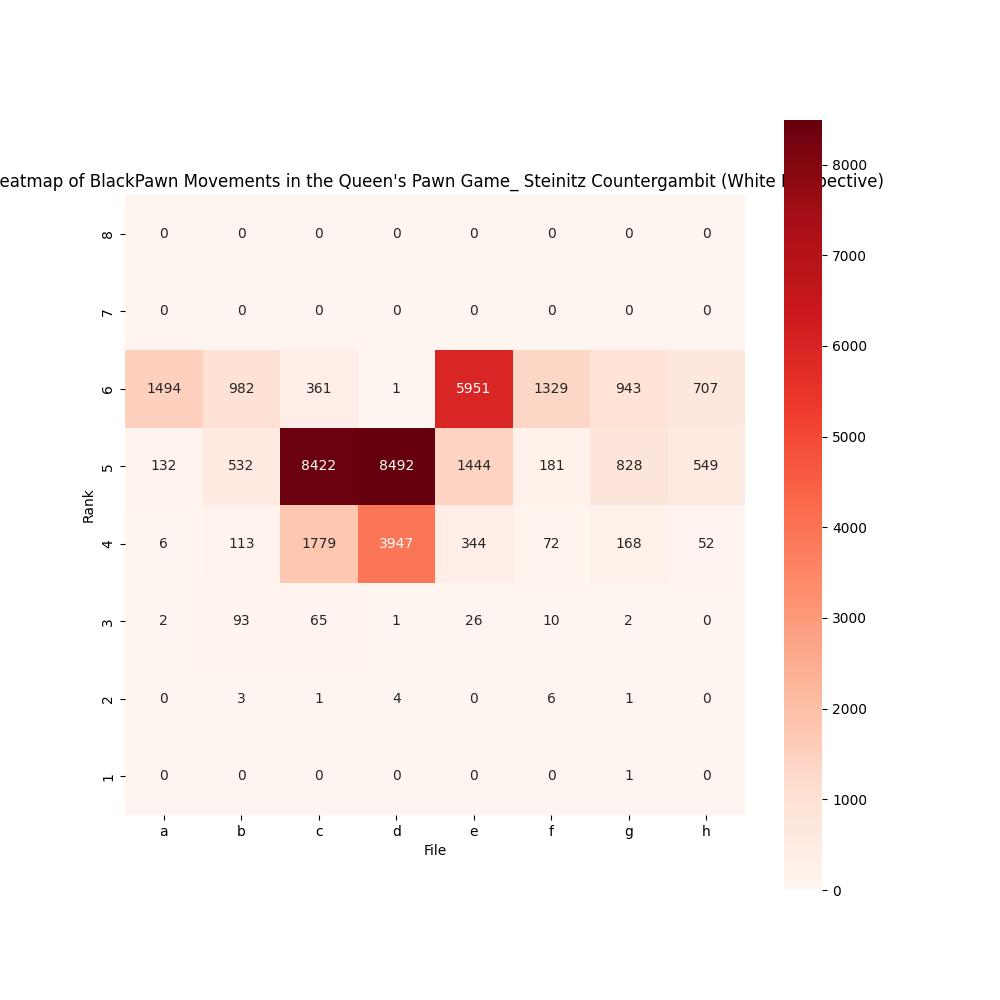 eatmap of BlackPawn Movements in the Queen's Pawn Game_ Steinitz Countergambit (White pective)
8 0 0 0 0 0 0 0 0
7 0 0 0 0 0 0 0 0
6 1494 982 361 1 5951 1329 943 707
5 132 532 8422 8492 1444 181 828 549
4 6 113 1779 3947 344 72 168 52
3 2 93 65 1 26 10 2 0
2 0 3 1 4 0 6 1 0
1 0 0 0 0 0 0 1 0
a b c d e f g h
File
Rank
8000
7000
6000
5000
4000
3000
2000
1000
0